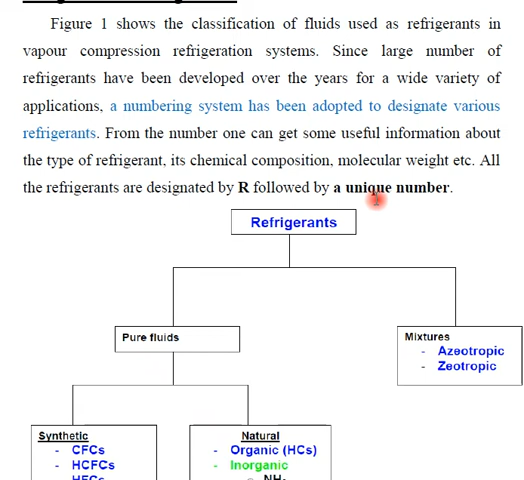 Figure 1 shows the classification of fluids used as refrigerants in
vapour compression refrigeration systems. Since large number of
refrigerants have been developed over the years for a wide variety of
applications, a numbering system has been adopted to designate various
refrigerants. From the number one can get some useful information about
the type of refrigerant, its chemical composition, molecular weight etc. All
the refrigerants are designated by R followed by a unique number.
Refrigerants
Pure fluids
Mixtures
- Azeotropic
- Zeotropic
Synthetic
- CFCs
- HCFCs
- HFCs
Natural
- Organic (HCs)
- Inorganic
o NH₃